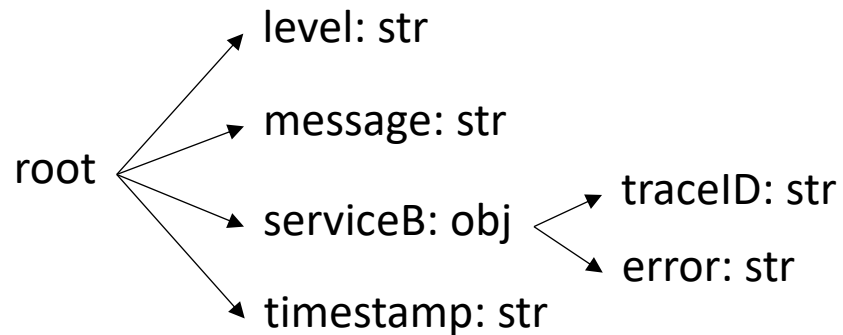 level: str
message: str
root
serviceB: obj
traceID: str
error: str
timestamp: str